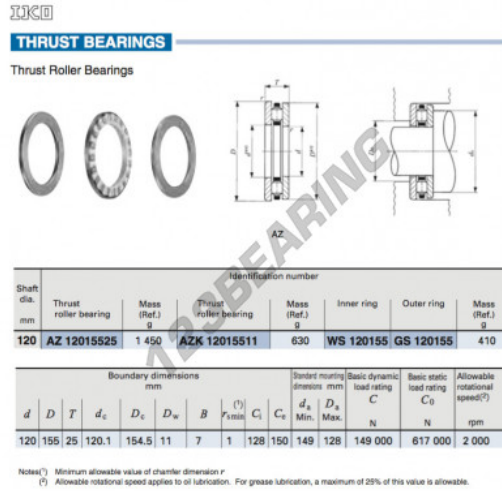 IKO
THRUST BEARINGS
Thrust Roller Bearings
T
r
D
d
AZ
123BEARING
Identification number
Shaft dia. mm
Thrust roller bearing
Mass (Ref.) g
Thrust roller bearing
Mass (Ref.) g
Inner ring
Outer ring
Mass (Ref.) g
120 AZ 12015525 1 450 AZK 12015511 630 WS 120155 GS 120155 410
Boundary dimensions
mm
Standard mounting dimensions mm
Basic dynamic load rating C N
Basic static load rating C0 N
Allowable rotational speed(2) rpm
d D T dc Dc Dw B rs min(1) Ci Ce da Min. Da Max.
120 155 25 120.1 154.5 11 7 1 128 150 149 128 149 000 617 000 2 000
Notes(1) Minimum allowable value of chamfer dimension r
(2) Allowable rotational speed applies to oil lubrication. For grease lubrication, a maximum of 25% of this value is allowable.